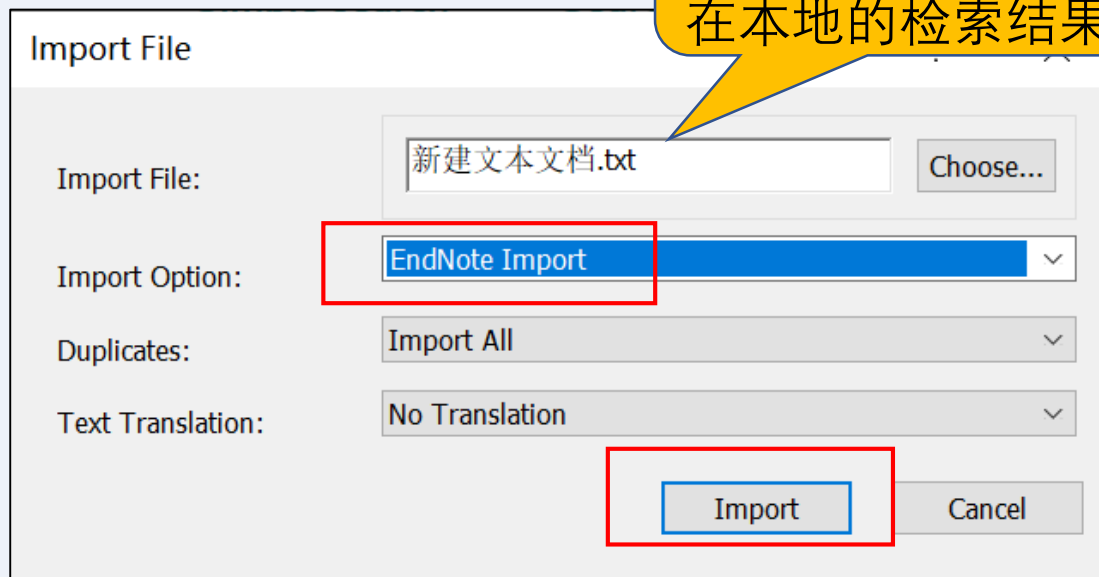 在本地的检索结果
Import File
Import File:
新建文本文档.txt
Choose...
Import Option:
EndNote Import
Duplicates:
Import All
Text Translation:
No Translation
Import
Cancel